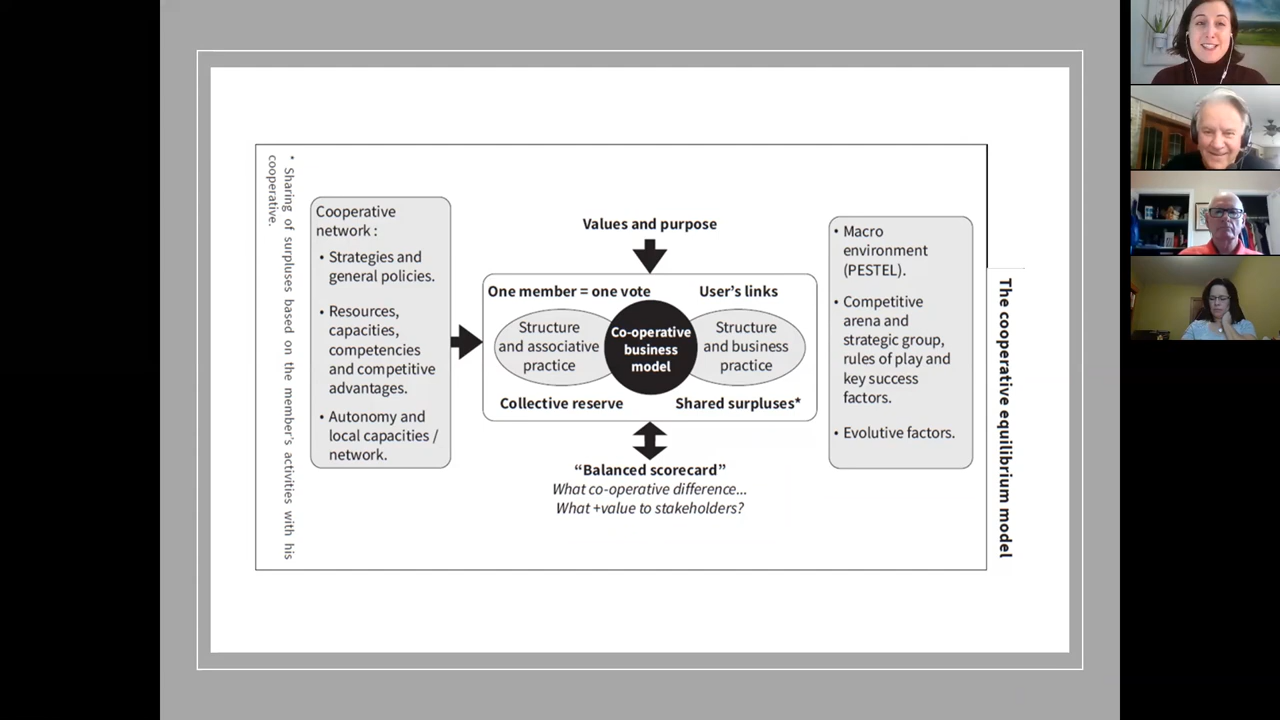 * Sharing of surpluses based on the member's activities with his
cooperative.
Cooperative
network :
• Strategies and
general policies.
• Resources,
capacities,
competencies
and competitive
advantages.
• Autonomy and
local capacities /
network.
Values and purpose
One member = one vote
User's links
Structure
and associative
practice
Co-operative
business
model
Structure
and business
practice
Collective reserve
Shared surpluses*
“Balanced scorecard”
What co-operative difference...
What +value to stakeholders?
• Macro
environment
(PESTEL).
• Competitive
arena and
strategic group,
rules of play and
key success
factors.
• Evolutive factors.
The cooperative equilibrium model